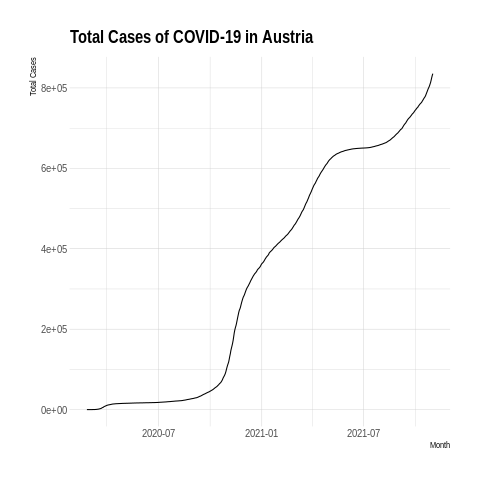 Total Cases of COVID-19 in Austria
Total Cases
8e+05
6e+05
4e+05
2e+05
0e+00
2020-07 2021-01 2021-07
Month